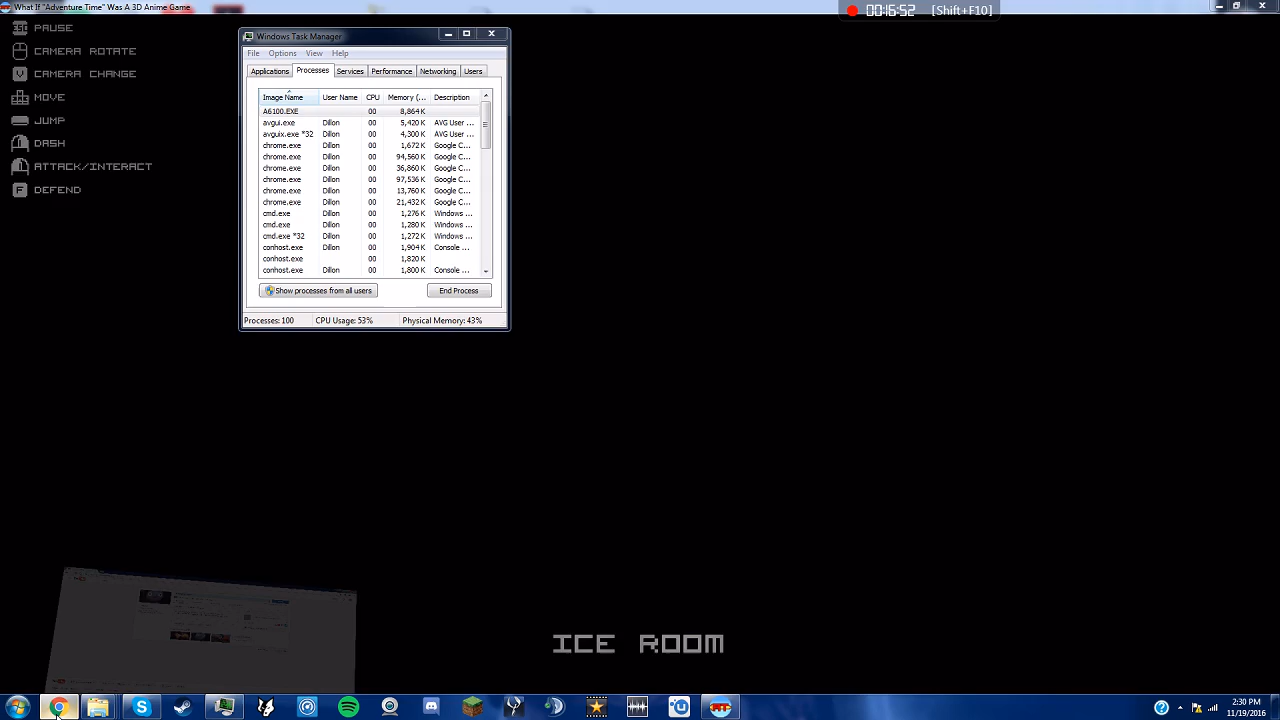 What If "Adventure Time" Was A 3D Anime Game
00:16:52 [Shift+F10]
ESC PAUSE
CAMERA ROTATE
V CAMERA CHANGE
MOVE
JUMP
DASH
ATTACK/INTERACT
F DEFEND
Windows Task Manager
File Options View Help
Applications Processes Services Performance Networking Users
Image Name User Name CPU Memory (... Description
A6100.EXE 00 8,864 K
avgui.exe Dillon 00 5,420 K AVG User ...
avguix.exe *32 Dillon 00 4,300 K AVG User ...
chrome.exe Dillon 00 1,672 K Google C...
chrome.exe Dillon 00 94,560 K Google C...
chrome.exe Dillon 00 36,860 K Google C...
chrome.exe Dillon 00 97,536 K Google C...
chrome.exe Dillon 00 13,760 K Google C...
chrome.exe Dillon 00 21,432 K Google C...
cmd.exe Dillon 00 1,276 K Windows ...
cmd.exe Dillon 00 1,280 K Windows ...
cmd.exe *32 Dillon 00 1,272 K Windows ...
conhost.exe Dillon 00 1,904 K Console ...
conhost.exe 00 1,820 K
conhost.exe Dillon 00 1,800 K Console ...
Show processes from all users End Process
Processes: 100 CPU Usage: 53% Physical Memory: 43%
ICE ROOM
2:30 PM
11/19/2016